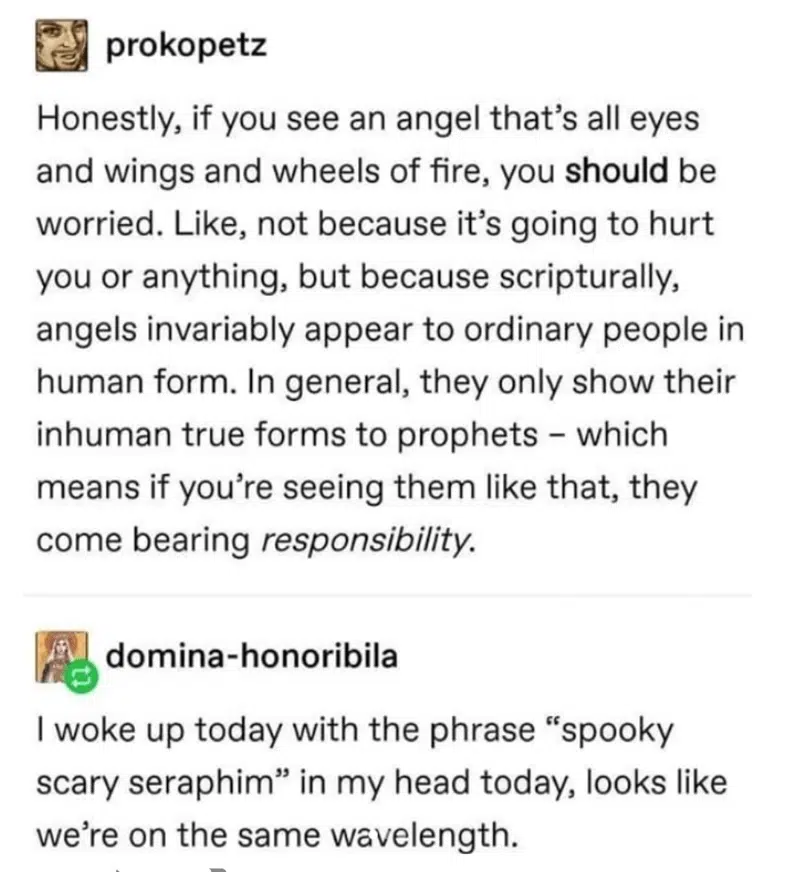 prokopetz
Honestly, if you see an angel that's all eyes
and wings and wheels of fire, you should be
worried. Like, not because it's going to hurt
you or anything, but because scripturally,
angels invariably appear to ordinary people in
human form. In general, they only show their
inhuman true forms to prophets – which
means if you're seeing them like that, they
come bearing responsibility.
domina-honoribila
I woke up today with the phrase “spooky
scary seraphim” in my head today, looks like
we're on the same wavelength.